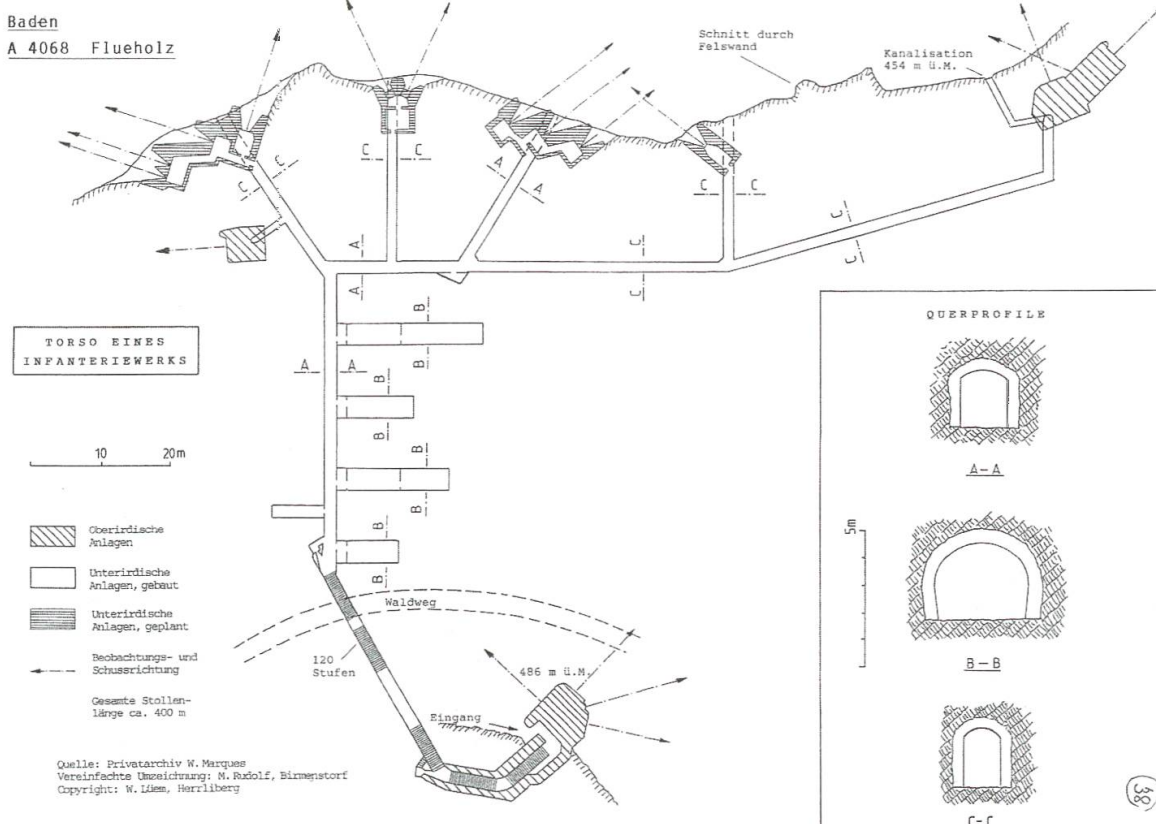 Baden
A 4068 Flueholz
Schnitt durch
Felswand
Kanalisation
454 m ü.M.
C
C
C
C
A
A
C
C
C
C
A
A
C
C
TORSO EINES
INFANTERIEWERKS
A
A
B
B
B
B
B
B
B
B
10
20m
Oberirdische
Anlagen
Unterirdische
Anlagen, gebaut
Unterirdische
Anlagen, geplant
Beobachtungs- und
Schussrichtung
Gesamte Stollen-
länge ca. 400 m
Waldweg
120
Stufen
486 m ü.M.
Eingang
Quelle: Privatarchiv W. Marques
Vereinfachte Umzeichnung: M. Rudolf, Birmenstorf
Copyright: W. Lüem, Herrliberg
QUERPROFILE
A-A
5m
B-B
C-C
38